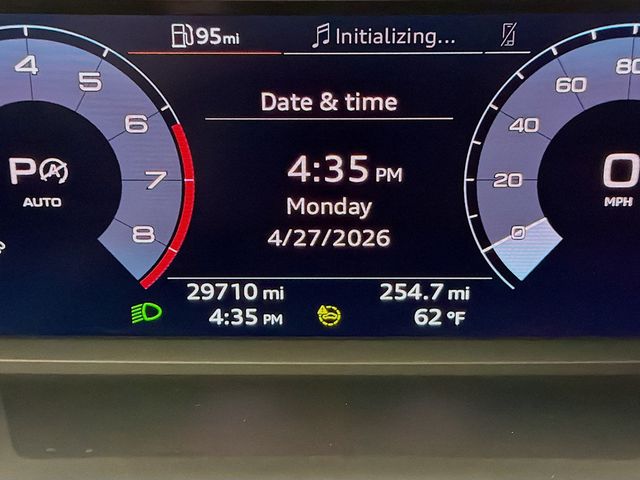 95mi
Initializing...
Date & time
4:35 PM
Monday
4/27/2026
29710 mi
254.7 mi
4:35 PM
62 °F
4
5
6
7
8
P A
AUTO
80
60
40
20
0
0
MPH